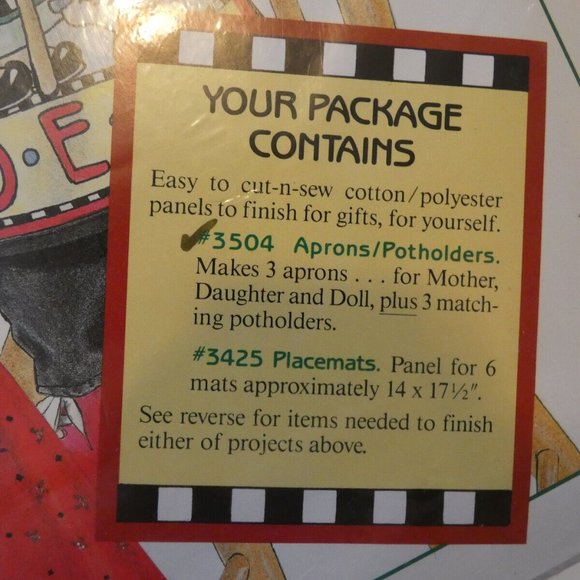 O•E
YOUR PACKAGE
CONTAINS
Easy to cut-n-sew cotton/polyester
panels to finish for gifts, for yourself.
#3504 Aprons/Potholders.
Makes 3 aprons . . . for Mother,
Daughter and Doll, plus 3 match-
ing potholders.
#3425 Placemats. Panel for 6
mats approximately 14 x 17½".
See reverse for items needed to finish
either of projects above.